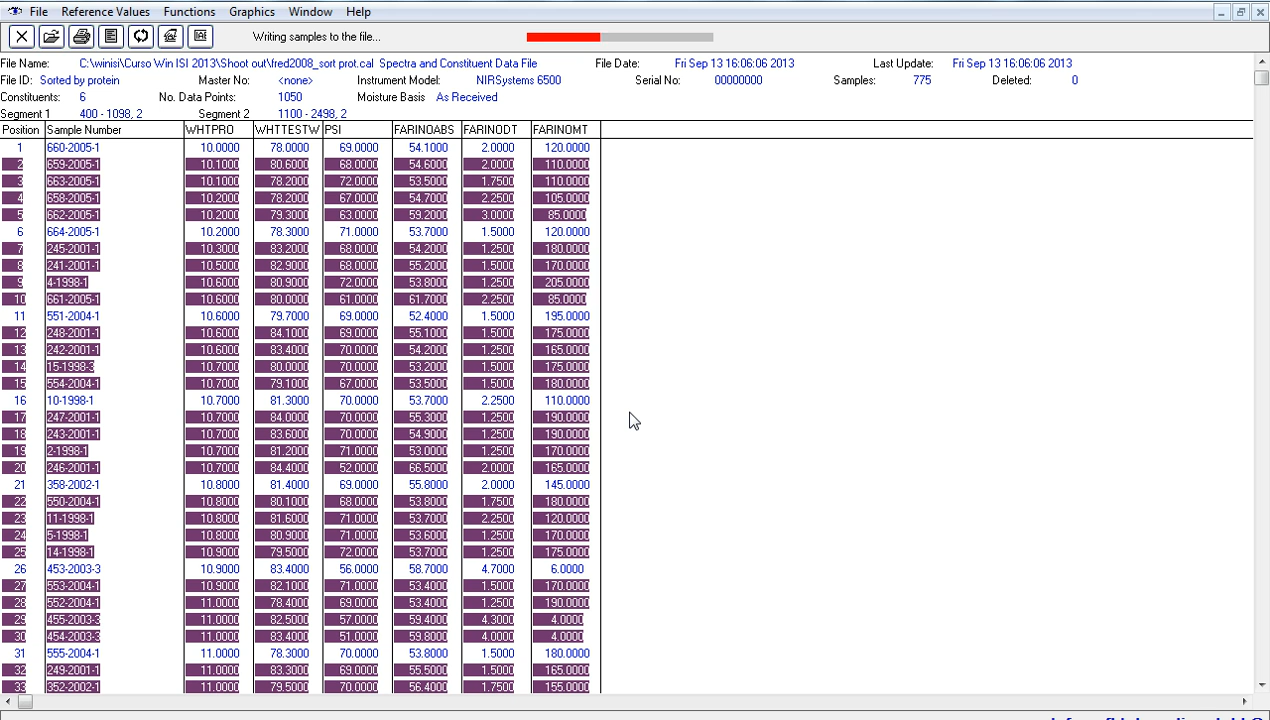 File Reference Values Functions Graphics Window Help
Writing samples to the file...
File Name: C:\winisi\Curso Win ISI 2013\Shoot out\fred2008_sort prot.cal Spectra and Constituent Data File File Date: Fri Sep 13 16:06:06 2013 Last Update: Fri Sep 13 16:06:06 2013
File ID: Sorted by protein Master No: <none> Instrument Model: NIRSystems 6500 Serial No: 00000000 Samples: 775 Deleted: 0
Constituents: 6 No. Data Points: 1050 Moisture Basis As Received
Segment 1 400 - 1098, 2 Segment 2 1100 - 2498, 2
Position Sample Number WHTPRO WHTTESTW PSI FARINOABS FARINODT FARINOMT
1 660-2005-1 10.0000 78.0000 69.0000 54.1000 2.0000 120.0000
2 659-2005-1 10.1000 80.6000 68.0000 54.6000 2.0000 110.0000
3 663-2005-1 10.1000 78.2000 72.0000 53.5000 1.7500 110.0000
4 658-2005-1 10.2000 78.2000 67.0000 54.7000 2.2500 105.0000
5 662-2005-1 10.2000 79.3000 63.0000 59.2000 3.0000 85.0000
6 664-2005-1 10.2000 78.3000 71.0000 53.7000 1.5000 120.0000
7 245-2001-1 10.3000 83.2000 68.0000 54.2000 1.2500 180.0000
8 241-2001-1 10.5000 82.9000 68.0000 55.2000 1.5000 170.0000
9 4-1998-1 10.6000 80.9000 72.0000 53.8000 1.2500 205.0000
10 661-2005-1 10.6000 80.0000 61.0000 61.7000 2.2500 85.0000
11 551-2004-1 10.6000 79.7000 69.0000 52.4000 1.5000 195.0000
12 248-2001-1 10.6000 84.1000 69.0000 55.1000 1.5000 175.0000
13 242-2001-1 10.6000 83.4000 70.0000 54.2000 1.2500 165.0000
14 15-1998-3 10.7000 80.0000 70.0000 53.2000 1.5000 175.0000
15 554-2004-1 10.7000 79.1000 67.0000 53.5000 1.5000 180.0000
16 10-1998-1 10.7000 81.3000 70.0000 53.7000 2.2500 110.0000
17 247-2001-1 10.7000 84.0000 70.0000 55.3000 1.2500 190.0000
18 243-2001-1 10.7000 83.6000 70.0000 54.9000 1.2500 190.0000
19 2-1998-1 10.7000 81.2000 71.0000 53.0000 1.2500 170.0000
20 246-2001-1 10.7000 84.4000 52.0000 66.5000 2.0000 165.0000
21 358-2002-1 10.8000 81.4000 69.0000 55.8000 2.0000 145.0000
22 550-2004-1 10.8000 80.1000 68.0000 53.8000 1.7500 180.0000
23 11-1998-1 10.8000 81.6000 71.0000 53.7000 2.2500 120.0000
24 5-1998-1 10.8000 80.9000 71.0000 53.6000 1.2500 170.0000
25 14-1998-1 10.9000 79.5000 72.0000 53.7000 1.2500 175.0000
26 453-2003-3 10.9000 83.4000 56.0000 58.7000 4.7000 6.0000
27 553-2004-1 10.9000 82.1000 71.0000 53.4000 1.5000 170.0000
28 552-2004-1 11.0000 78.4000 69.0000 53.4000 1.2500 190.0000
29 455-2003-3 11.0000 82.5000 57.0000 59.4000 4.3000 4.0000
30 454-2003-3 11.0000 83.4000 51.0000 59.8000 4.0000 4.0000
31 555-2004-1 11.0000 78.3000 70.0000 53.8000 1.5000 180.0000
32 249-2001-1 11.0000 83.3000 69.0000 55.5000 1.5000 165.0000
33 352-2002-1 11.0000 79.5000 70.0000 56.4000 1.7500 155.0000